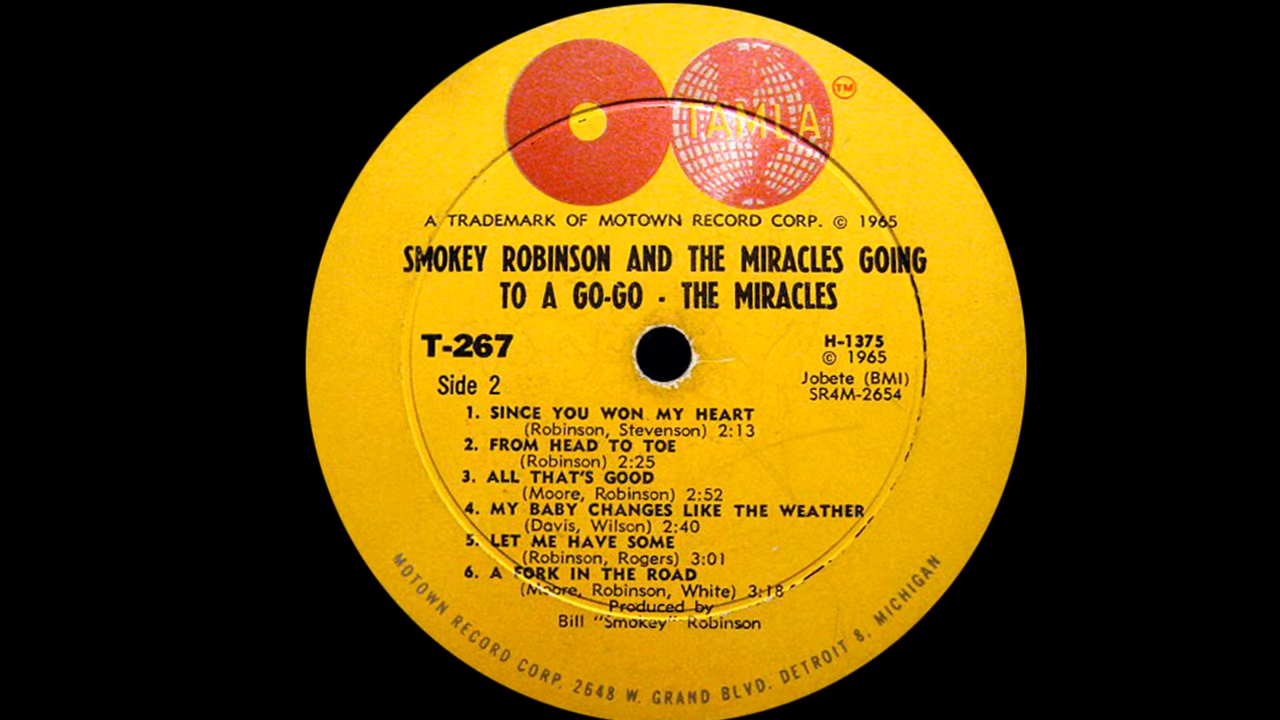 TAMLA
TM
A TRADEMARK OF MOTOWN RECORD CORP. © 1965
SMOKEY ROBINSON AND THE MIRACLES GOING
TO A GO-GO · THE MIRACLES
T-267
Side 2
H-1375
© 1965
Jobete (BMI)
SR4M-2654
1. SINCE YOU WON MY HEART
(Robinson, Stevenson) 2:13
2. FROM HEAD TO TOE
(Robinson) 2:25
3. ALL THAT'S GOOD
(Moore, Robinson) 2:52
4. MY BABY CHANGES LIKE THE WEATHER
(Davis, Wilson) 2:40
5. LET ME HAVE SOME
(Robinson, Rogers) 3:01
6. A FORK IN THE ROAD
(Moore, Robinson, White) 3:18
Produced by
Bill "Smokey" Robinson
MOTOWN RECORD CORP. 2648 W. GRAND BLVD. DETROIT 8, MICHIGAN